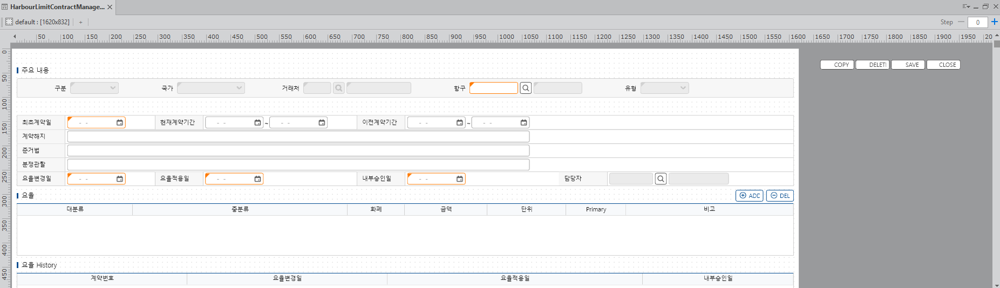 HarbourLimitContractManage...
default : [1620x832] +
Step 0
50 100 150 200 250 300 350 400 450 500 550 600 650 700 750 800 850 900 950 1000 1050 1100 1150 1200 1250 1300 1350 1400 1450 1500 1550 1600 1650 1700 1750 1800 1850 1900 1950 20
0
50
100
150
200
250
300
350
400
450
주요 내용
COPY DELETI SAVE CLOSE
구분 국가 거래처 항구 유형
최초계약일 - - 현재계약기간 - - ~ - - 이전계약기간 - - ~ - -
계약해지
준거법
분쟁관할
요율변경일 - - 요율적용일 - - 내부승인일 - - 담당자
요율 ADD DEL
대분류 중분류 화폐 금액 단위 Primary 비고
요율 History
계약번호 요율변경일 요율적용일 내부승인일